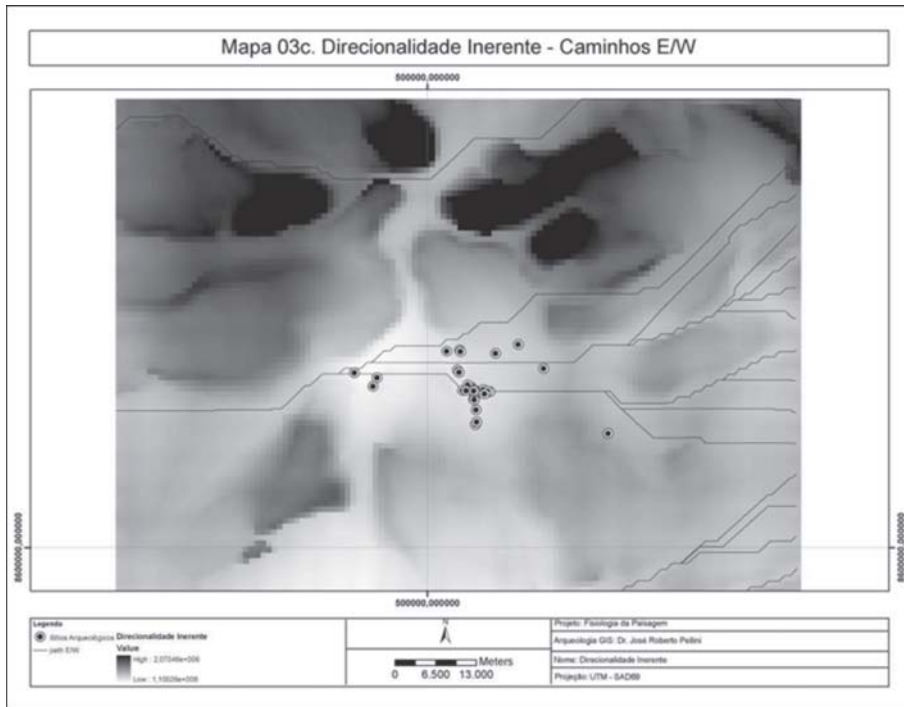 Mapa 03c. Direcionalidade Inerente - Caminhos E/W
500000,000000
8600000,000000
8600000,000000
500000,000000
Legenda
Sítios Arqueológicos
path E/W
Direcionalidade Inerente
Value
High : 2,07046e+006
Low : 1,10026e+006
N
Meters
0 6.500 13.000
Projeto: Fisiologia da Paisagem
Arqueologia GIS: Dr. José Roberto Pellini
Nome: Direcionalidade Inerente
Projeção: UTM - SAD69